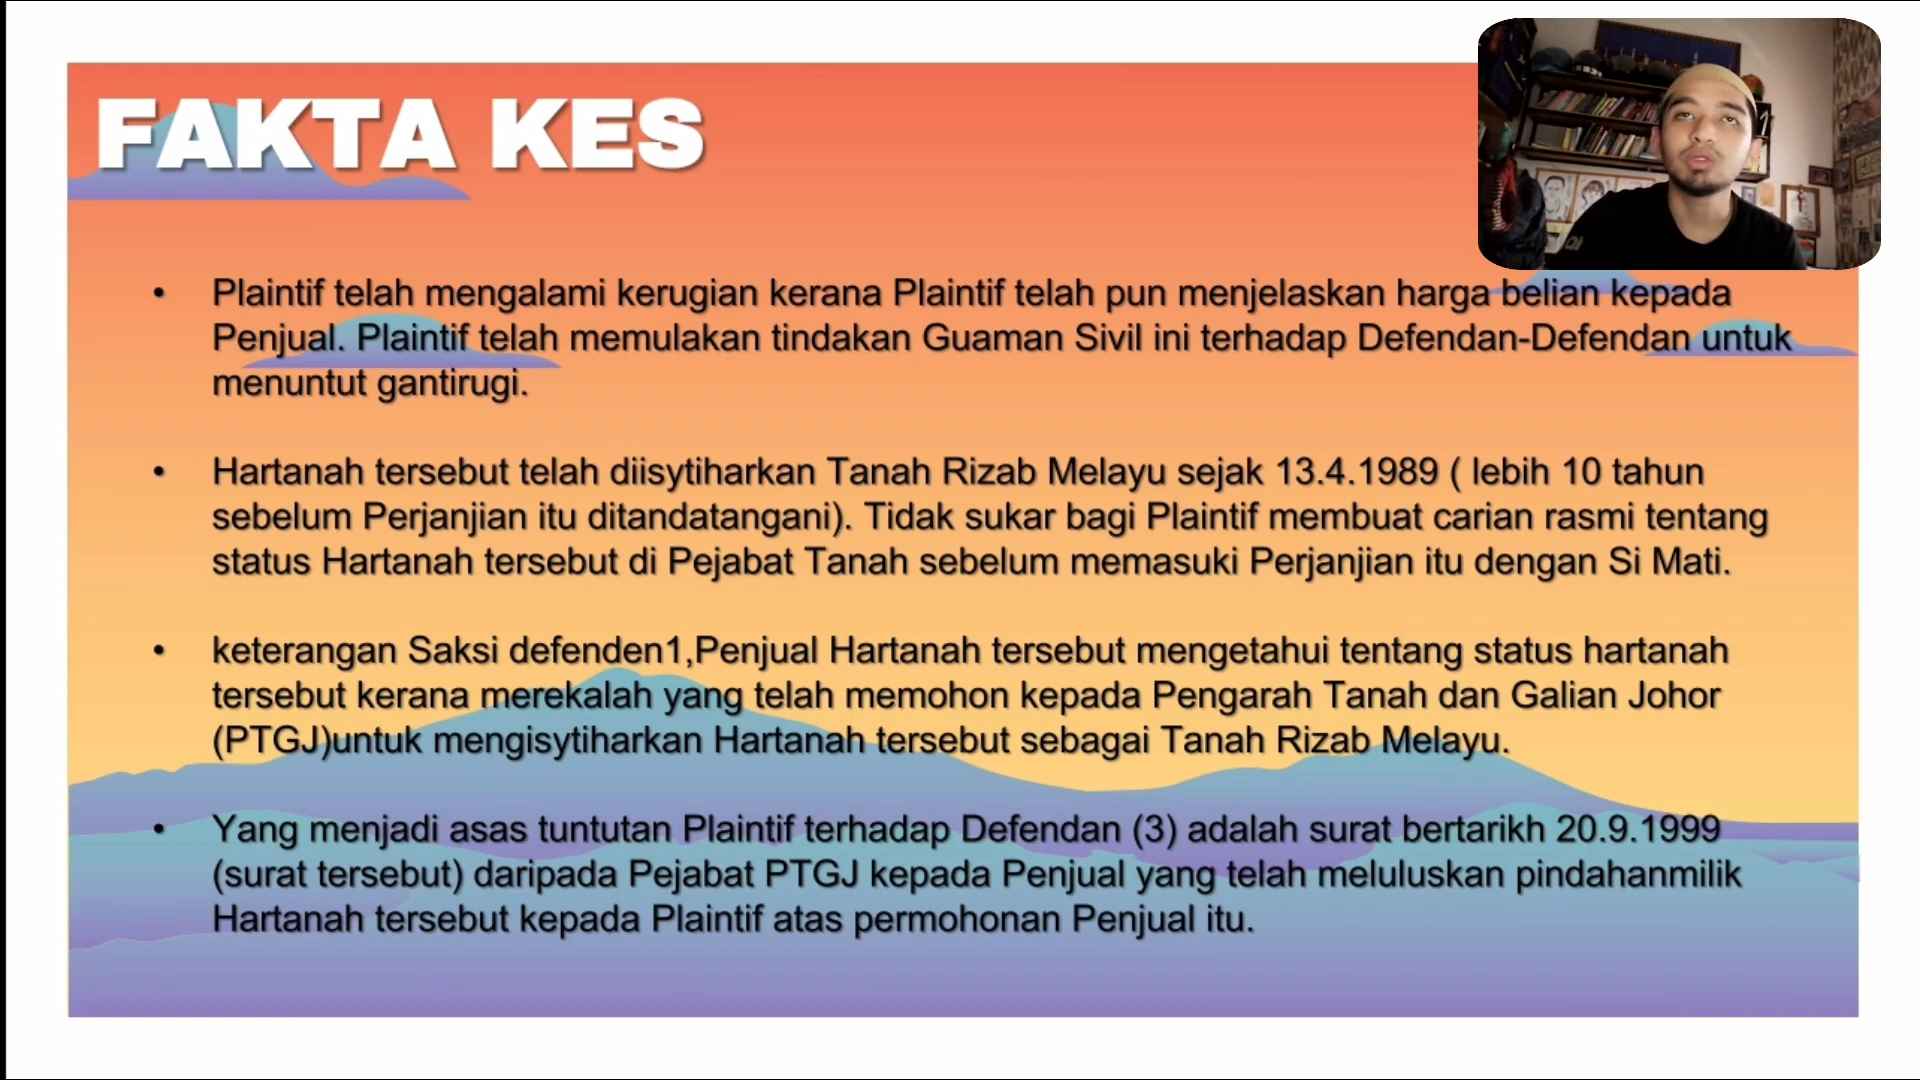 FAKTA KES
• Plaintif telah mengalami kerugian kerana Plaintif telah pun menjelaskan harga belian kepada
Penjual. Plaintif telah memulakan tindakan Guaman Sivil ini terhadap Defendan-Defendan untuk
menuntut gantirugi.
• Hartanah tersebut telah diisytiharkan Tanah Rizab Melayu sejak 13.4.1989 ( lebih 10 tahun
sebelum Perjanjian itu ditandatangani). Tidak sukar bagi Plaintif membuat carian rasmi tentang
status Hartanah tersebut di Pejabat Tanah sebelum memasuki Perjanjian itu dengan Si Mati.
• keterangan Saksi defenden1,Penjual Hartanah tersebut mengetahui tentang status hartanah
tersebut kerana merekalah yang telah memohon kepada Pengarah Tanah dan Galian Johor
(PTGJ)untuk mengisytiharkan Hartanah tersebut sebagai Tanah Rizab Melayu.
• Yang menjadi asas tuntutan Plaintif terhadap Defendan (3) adalah surat bertarikh 20.9.1999
(surat tersebut) daripada Pejabat PTGJ kepada Penjual yang telah meluluskan pindahanmilik
Hartanah tersebut kepada Plaintif atas permohonan Penjual itu.